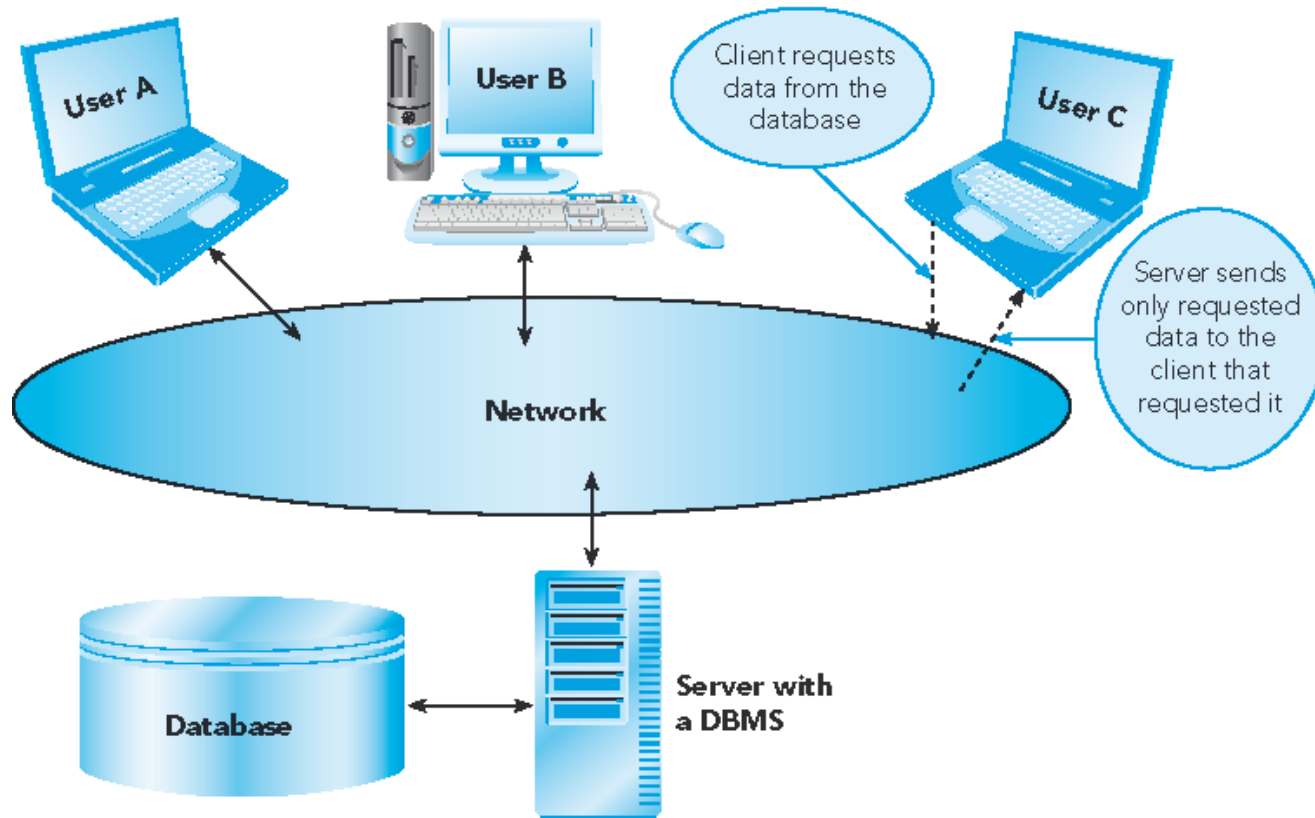 User A
User B
Client requests
data from the
database
User C
Server sends
only requested
data to the
client that
requested it
Network
Database
Server with
a DBMS